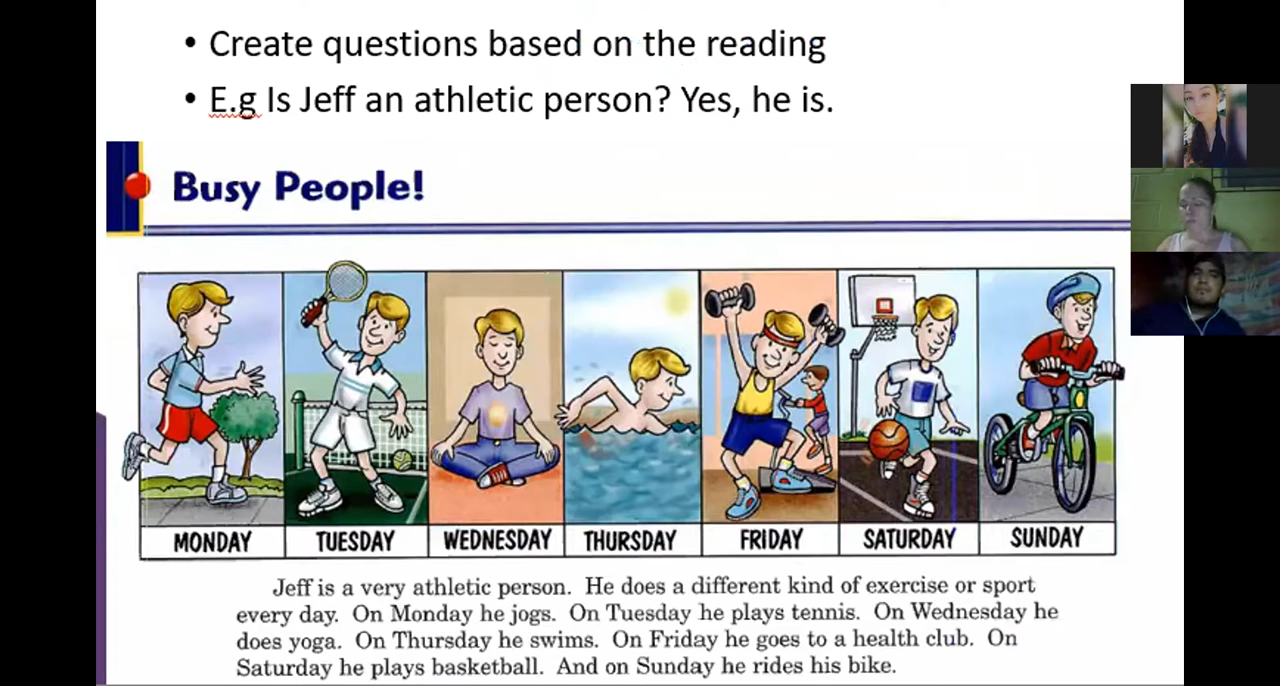 • Create questions based on the reading
• E.g Is Jeff an athletic person? Yes, he is.
Busy People!
MONDAY TUESDAY WEDNESDAY THURSDAY FRIDAY SATURDAY SUNDAY
Jeff is a very athletic person. He does a different kind of exercise or sport
every day. On Monday he jogs. On Tuesday he plays tennis. On Wednesday he
does yoga. On Thursday he swims. On Friday he goes to a health club. On
Saturday he plays basketball. And on Sunday he rides his bike.